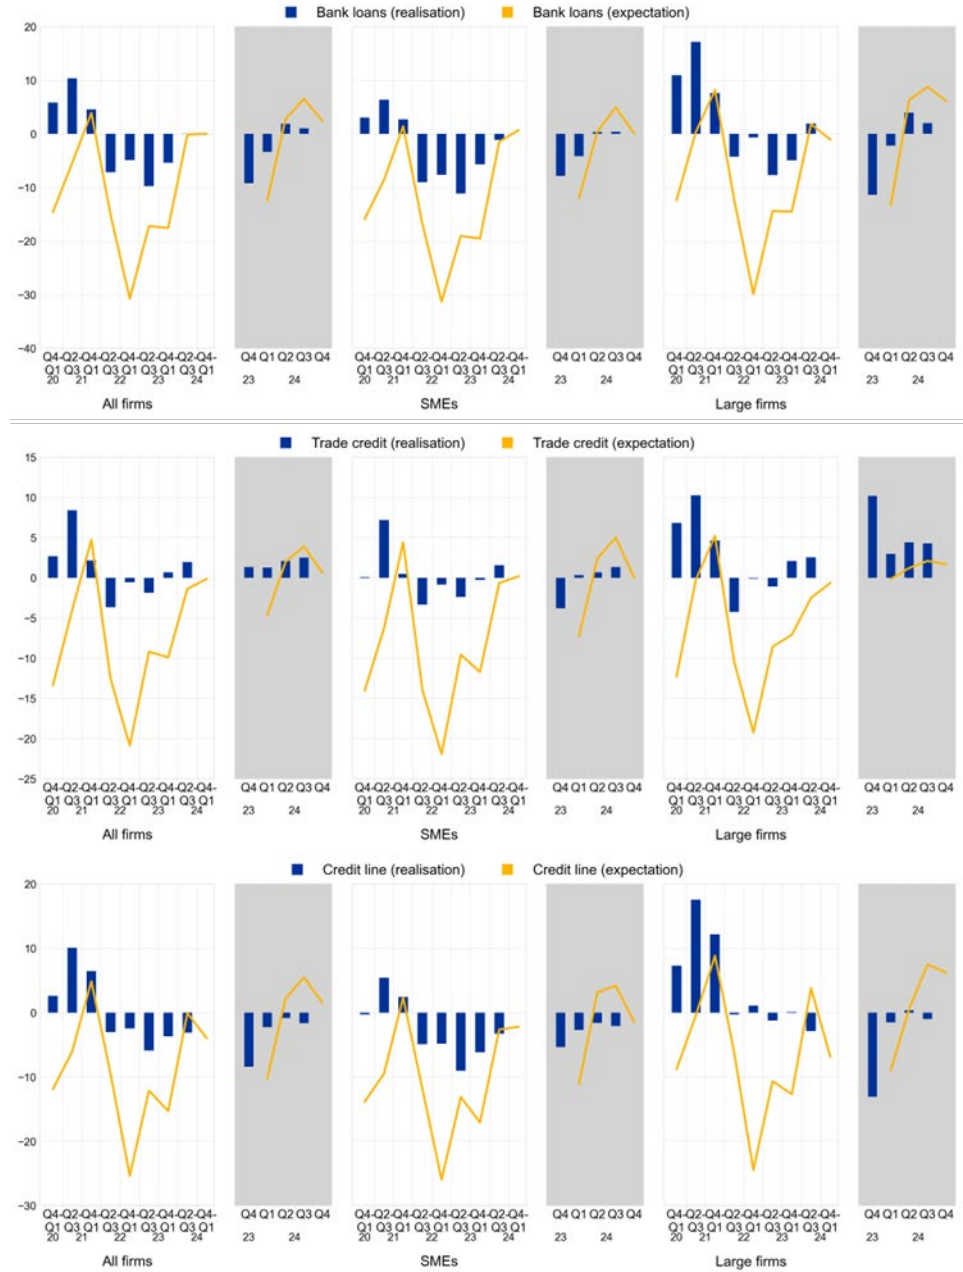 Bank loans (realisation) Bank loans (expectation)
20
10
0
−10
−20
−30
−40
Q4-Q2-Q4-Q2-Q4-Q2-Q4-Q2-Q4- Q4 Q1 Q2 Q3 Q4 Q4-Q2-Q4-Q2-Q4-Q2-Q4-Q2-Q4- Q4 Q1 Q2 Q3 Q4 Q4-Q2-Q4-Q2-Q4-Q2-Q4-Q2-Q4- Q4 Q1 Q2 Q3 Q4
Q1 Q3 Q1 Q3 Q1 Q3 Q1 Q3 Q1 Q1 Q3 Q1 Q3 Q1 Q3 Q1 Q3 Q1 Q1 Q3 Q1 Q3 Q1 Q3 Q1 Q3 Q1
20 21 22 23 24 23 24 20 21 22 23 24 23 24 20 21 22 23 24 23 24
All firms SMEs Large firms
Trade credit (realisation) Trade credit (expectation)
15
10
5
0
−5
−10
−15
−20
−25
Q4-Q2-Q4-Q2-Q4-Q2-Q4-Q2-Q4- Q4 Q1 Q2 Q3 Q4 Q4-Q2-Q4-Q2-Q4-Q2-Q4-Q2-Q4- Q4 Q1 Q2 Q3 Q4 Q4-Q2-Q4-Q2-Q4-Q2-Q4-Q2-Q4- Q4 Q1 Q2 Q3 Q4
Q1 Q3 Q1 Q3 Q1 Q3 Q1 Q3 Q1 Q1 Q3 Q1 Q3 Q1 Q3 Q1 Q3 Q1 Q1 Q3 Q1 Q3 Q1 Q3 Q1 Q3 Q1
20 21 22 23 24 23 24 20 21 22 23 24 23 24 20 21 22 23 24 23 24
All firms SMEs Large firms
Credit line (realisation) Credit line (expectation)
20
10
0
−10
−20
−30
Q4-Q2-Q4-Q2-Q4-Q2-Q4-Q2-Q4- Q4 Q1 Q2 Q3 Q4 Q4-Q2-Q4-Q2-Q4-Q2-Q4-Q2-Q4- Q4 Q1 Q2 Q3 Q4 Q4-Q2-Q4-Q2-Q4-Q2-Q4-Q2-Q4- Q4 Q1 Q2 Q3 Q4
Q1 Q3 Q1 Q3 Q1 Q3 Q1 Q3 Q1 Q1 Q3 Q1 Q3 Q1 Q3 Q1 Q3 Q1 Q1 Q3 Q1 Q3 Q1 Q3 Q1 Q3 Q1
20 21 22 23 24 23 24 20 21 22 23 24 23 24 20 21 22 23 24 23 24
All firms SMEs Large firms